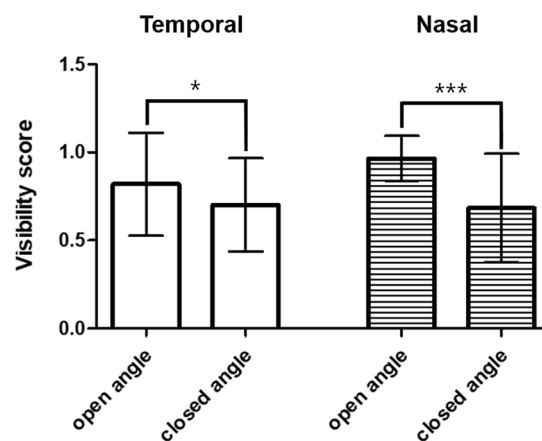 Temporal
Nasal
Visibility score
1.5
1.0
0.5
0.0
*
***
open angle
closed angle
open angle
closed angle